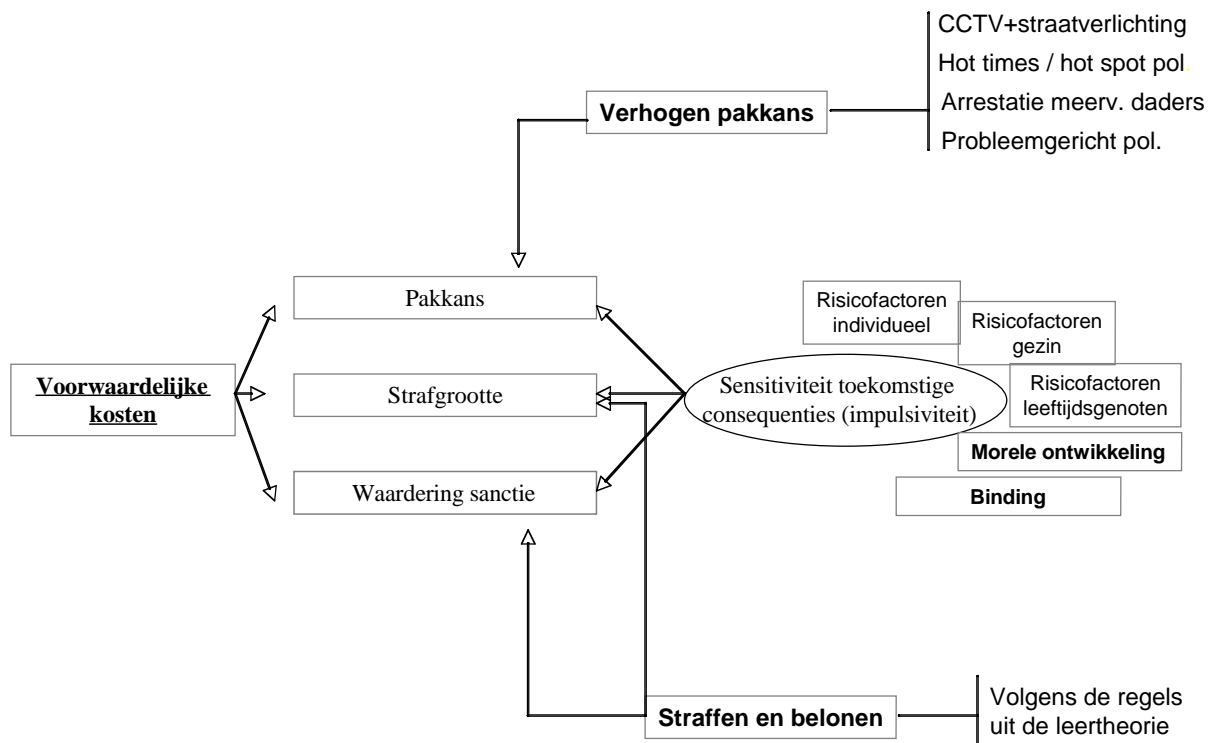 CCTV+straatverlichting
Hot times / hot spot pol.
Arrestatie meerv. daders
Probleemgericht pol.
Verhogen pakkans
Pakkans
Risicofactoren
individueel
Risicofactoren
gezin
Voorwaardelijke
kosten
Strafgrootte
Sensitiviteit toekomstige
consequenties (impulsiviteit)
Risicofactoren
leeftijdsgenoten
Morele ontwikkeling
Waardering sanctie
Binding
Straffen en belonen
Volgens de regels
uit de leertheorie